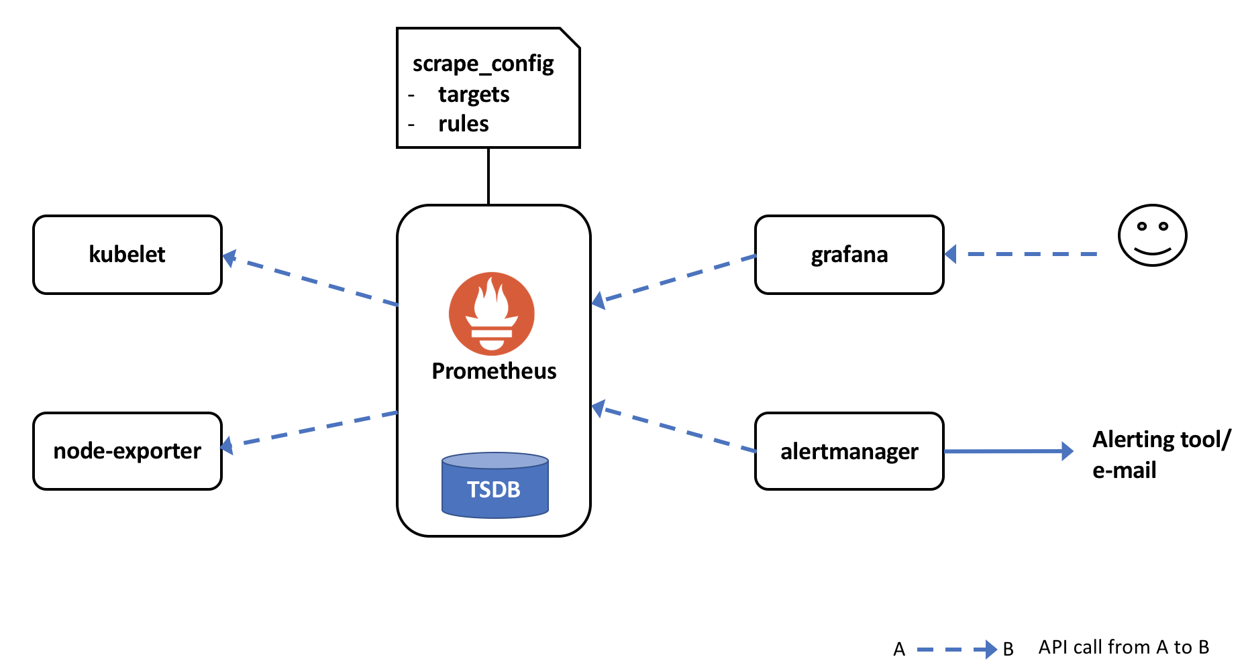 scrape_config
- targets
- rules
kubelet
grafana
Prometheus
node-exporter
TSDB
alertmanager
Alerting tool/
e-mail
A B API call from A to B